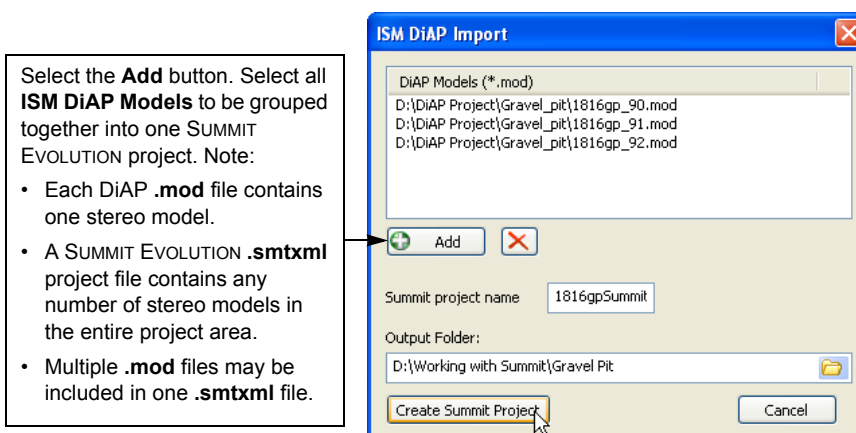 Select the Add button. Select all
ISM DiAP Models to be grouped
together into one SUMMIT
EVOLUTION project. Note:
• Each DiAP .mod file contains
one stereo model.
• A SUMMIT EVOLUTION .smtxml
project file contains any
number of stereo models in
the entire project area.
• Multiple .mod files may be
included in one .smtxml file.
ISM DiAP Import
DiAP Models (*.mod)
D:\DiAP Project\Gravel_pit\1816gp_90.mod
D:\DiAP Project\Gravel_pit\1816gp_91.mod
D:\DiAP Project\Gravel_pit\1816gp_92.mod
Add
Summit project name
1816gpSummit
Output Folder:
D:\Working with Summit\Gravel Pit
Create Summit Project
Cancel